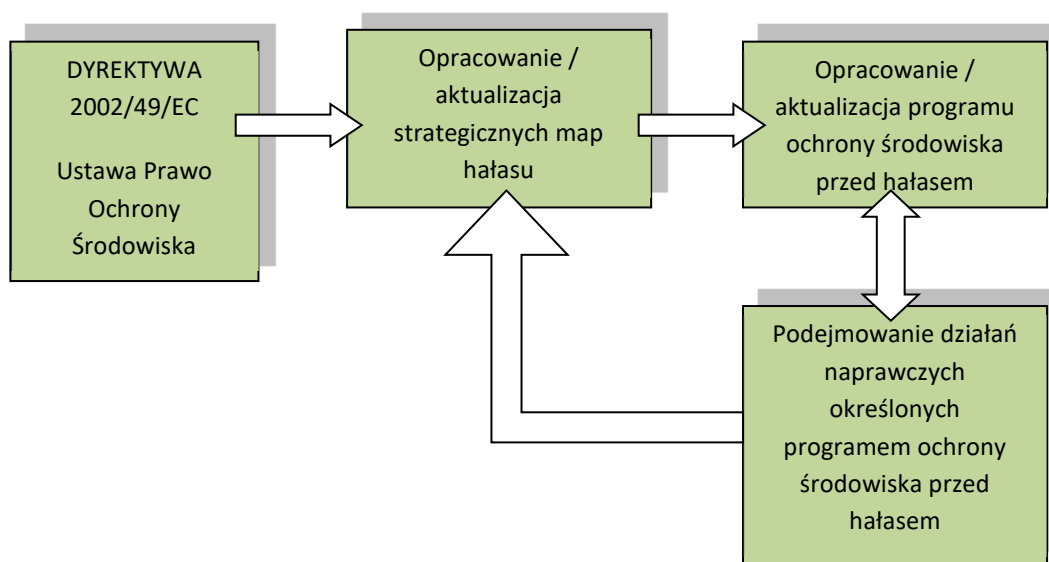 DYREKTYWA
2002/49/EC
Ustawa Prawo
Ochrony
Środowiska
Opracowanie /
aktualizacja
strategicznych map
hałasu
Opracowanie /
aktualizacja programu
ochrony środowiska
przed hałasem
Podejmowanie działań
naprawczych
określonych
programem ochrony
środowiska przed
hałasem